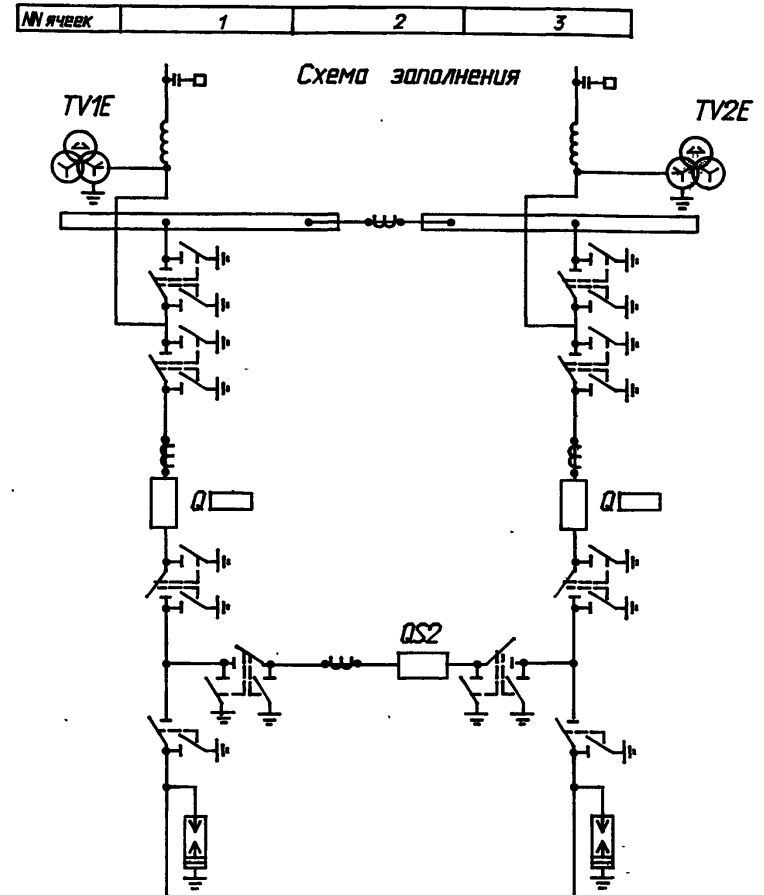 NN ячеек 1 2 3
Схема заполнения
TV1E
TV2E
Q
Q
QS2